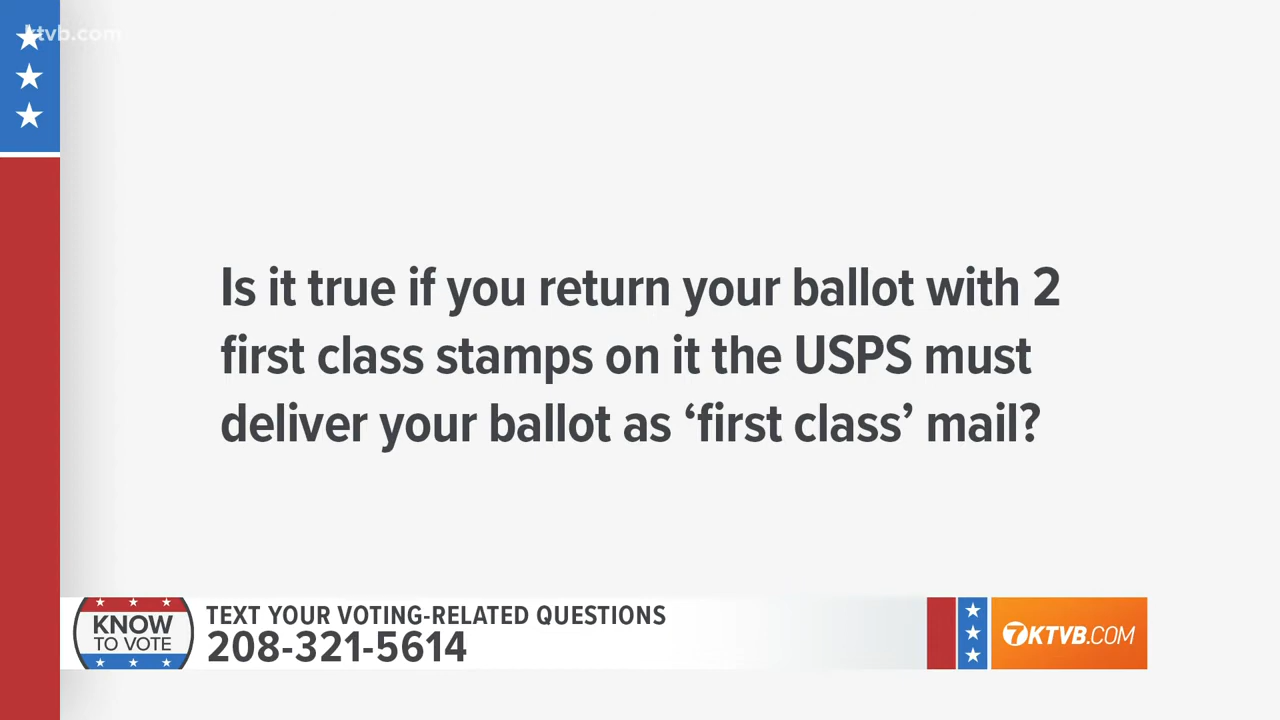 ktvb.com
Is it true if you return your ballot with 2
first class stamps on it the USPS must
deliver your ballot as ‘first class’ mail?
KNOW
TO VOTE
TEXT YOUR VOTING-RELATED QUESTIONS
208-321-5614
7KTVB.COM